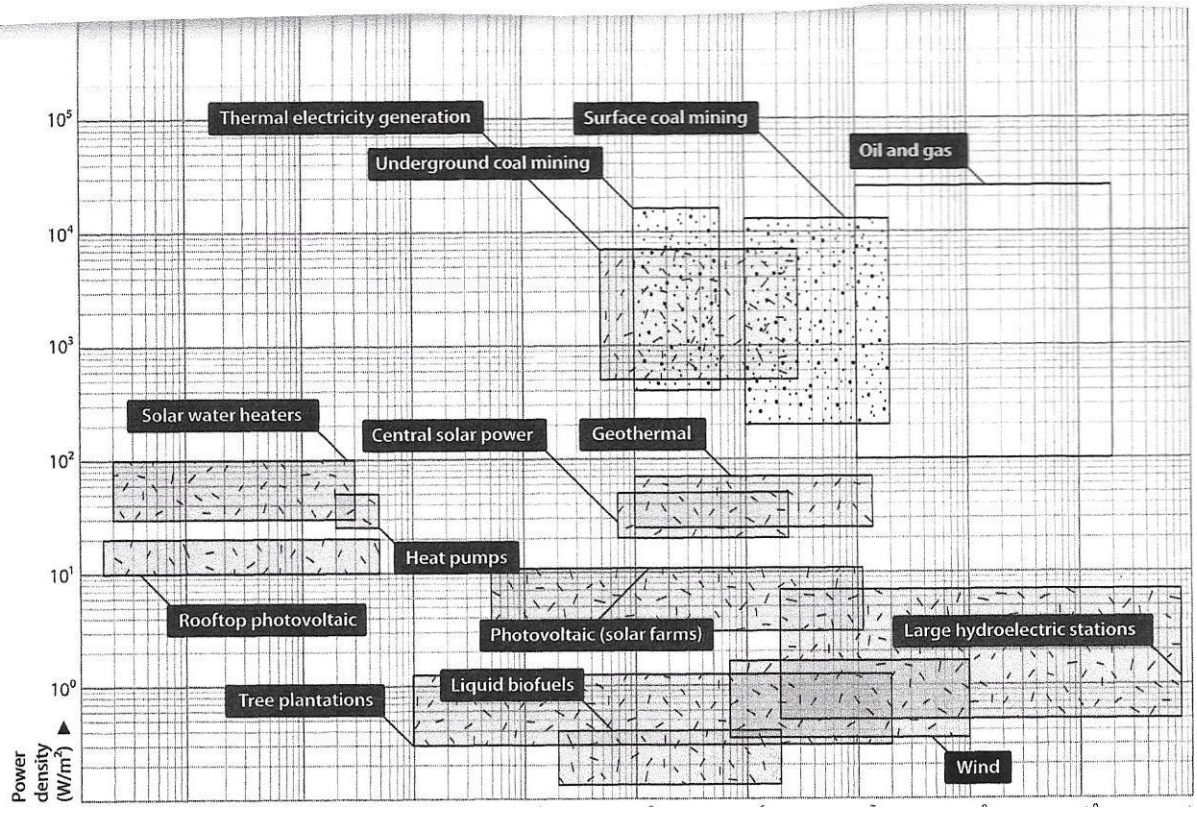 10⁵
Thermal electricity generation
Surface coal mining
Underground coal mining
Oil and gas
10⁴
10³
Solar water heaters
Central solar power
Geothermal
10²
Heat pumps
10¹
Rooftop photovoltaic
Photovoltaic (solar farms)
Large hydroelectric stations
10⁰
Liquid biofuels
Tree plantations
Wind
Power
density
(W/m²) ▲